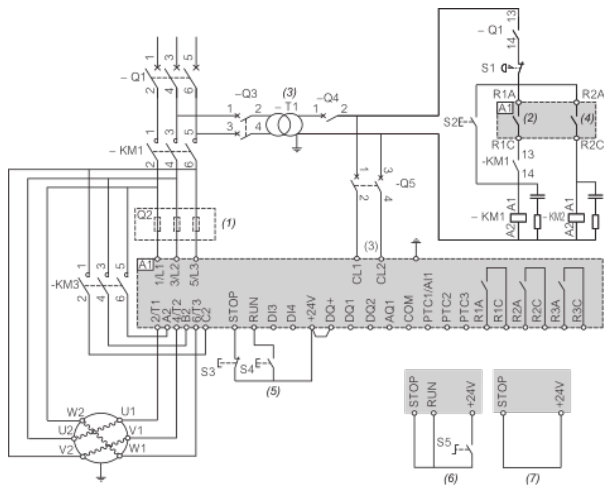 1 3 5
– Q1
2 4 6
–Q3
1 2
3 4
(3)
– T1
–Q4
1 2
13
– Q1
14
S1
R1A R2A
A1
(2) (4)
S2
R1C R2C
-KM1 13
14
A1 A1
– KM1 – KM2
A2 A2
1 3 5
– KM1
2 4 6
1 3
-Q5
2 4
Q2
(1)
(3)
A1
1/L1
3/L2
5/L3
CL1
CL2
1 3 5
-KM3
2 4 6
2/T1
A2
4/T2
B2
6/T3
C2
STOP
RUN
DI3
DI4
+24V
DQ+
DQ1
DQ2
AQ1
COM
PTC1/AI1
PTC2
PTC3
R1A
R1C
R2A
R2C
R3A
R3C
S3 S4
(5)
W2 U1
U2 V1
V2 W1
STOP
RUN
+24V
S5
(6)
STOP
+24V
(7)